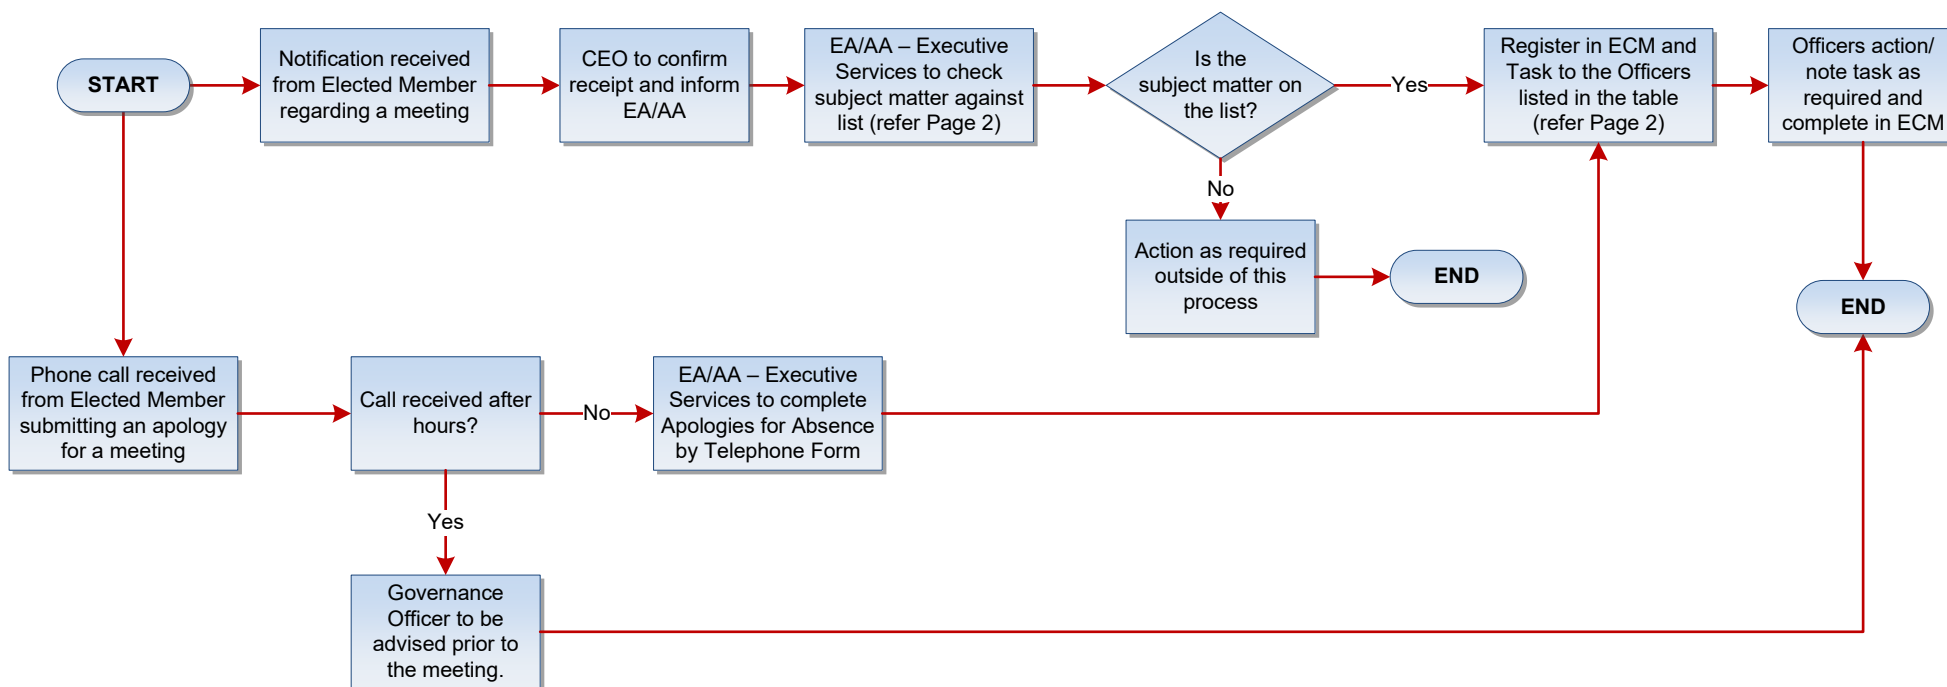 START
Notification received
from Elected Member
regarding a meeting
CEO to confirm
receipt and inform
EA/AA
EA/AA – Executive
Services to check
subject matter against
list (refer Page 2)
Is the
subject matter on
the list?
Yes
Register in ECM and
Task to the Officers
listed in the table
(refer Page 2)
Officers action/
note task as
required and
complete in ECM
No
Action as required
outside of this
process
END
END
Phone call received
from Elected Member
submitting an apology
for a meeting
Call received after
hours?
No
EA/AA – Executive
Services to complete
Apologies for Absence
by Telephone Form
Yes
Governance
Officer to be
advised prior to
the meeting.